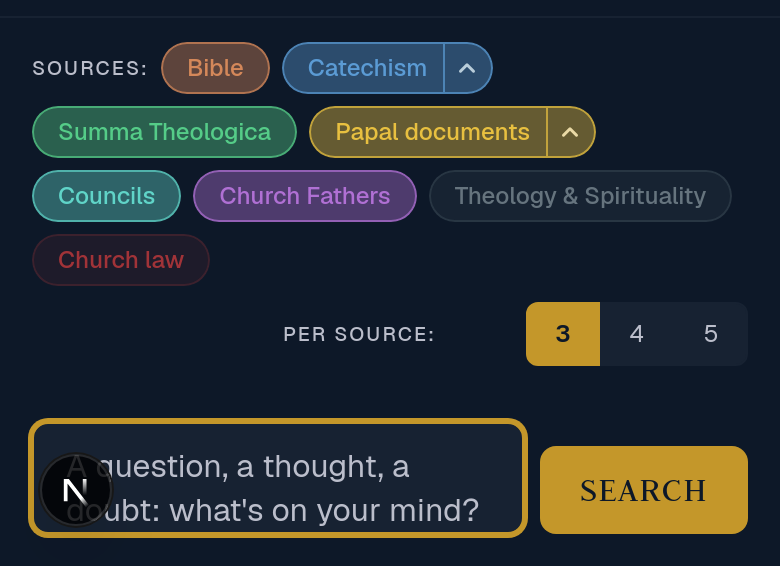 SOURCES: Bible Catechism
Summa Theologica Papal documents
Councils Church Fathers Theology & Spirituality
Church law
PER SOURCE: 3 4 5
A question, a thought, a
doubt: what's on your mind?
N
SEARCH